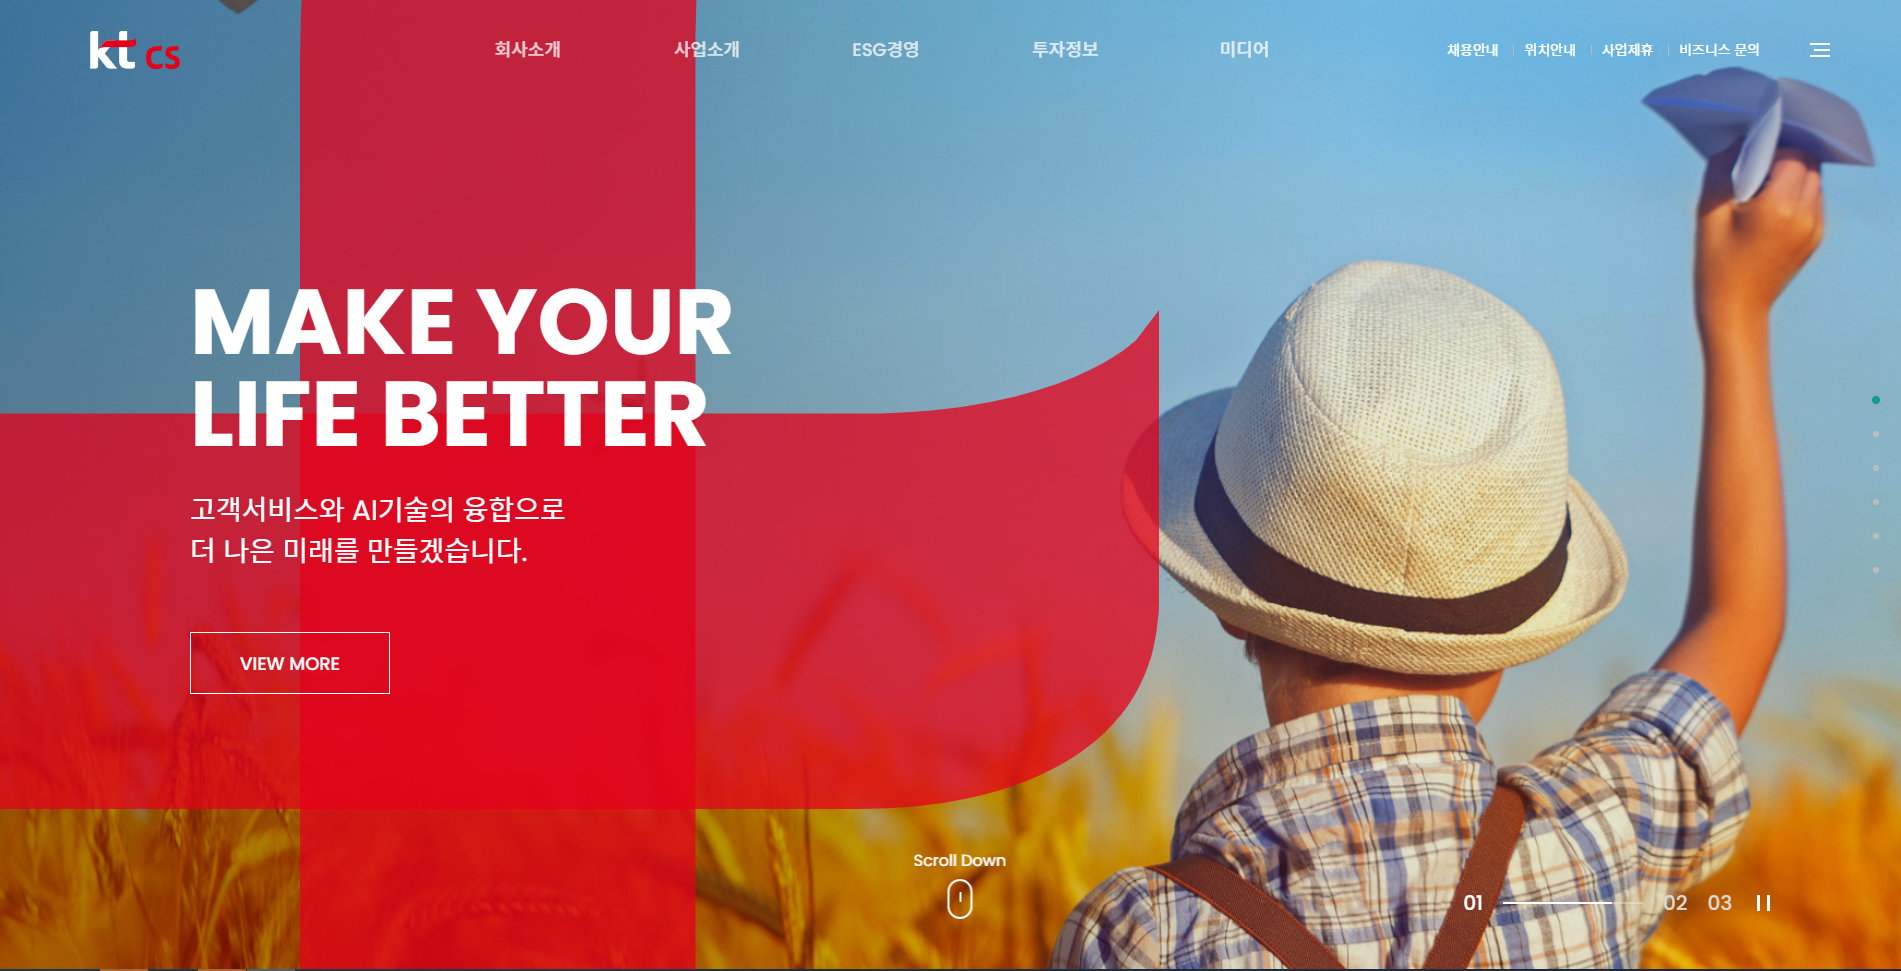 kt cs
회사소개
사업소개
ESG경영
투자정보
미디어
채용안내
위치안내
사업제휴
비즈니스 문의
MAKE YOUR
LIFE BETTER
고객서비스와 AI기술의 융합으로
더 나은 미래를 만들겠습니다.
VIEW MORE
Scroll Down
01
02
03